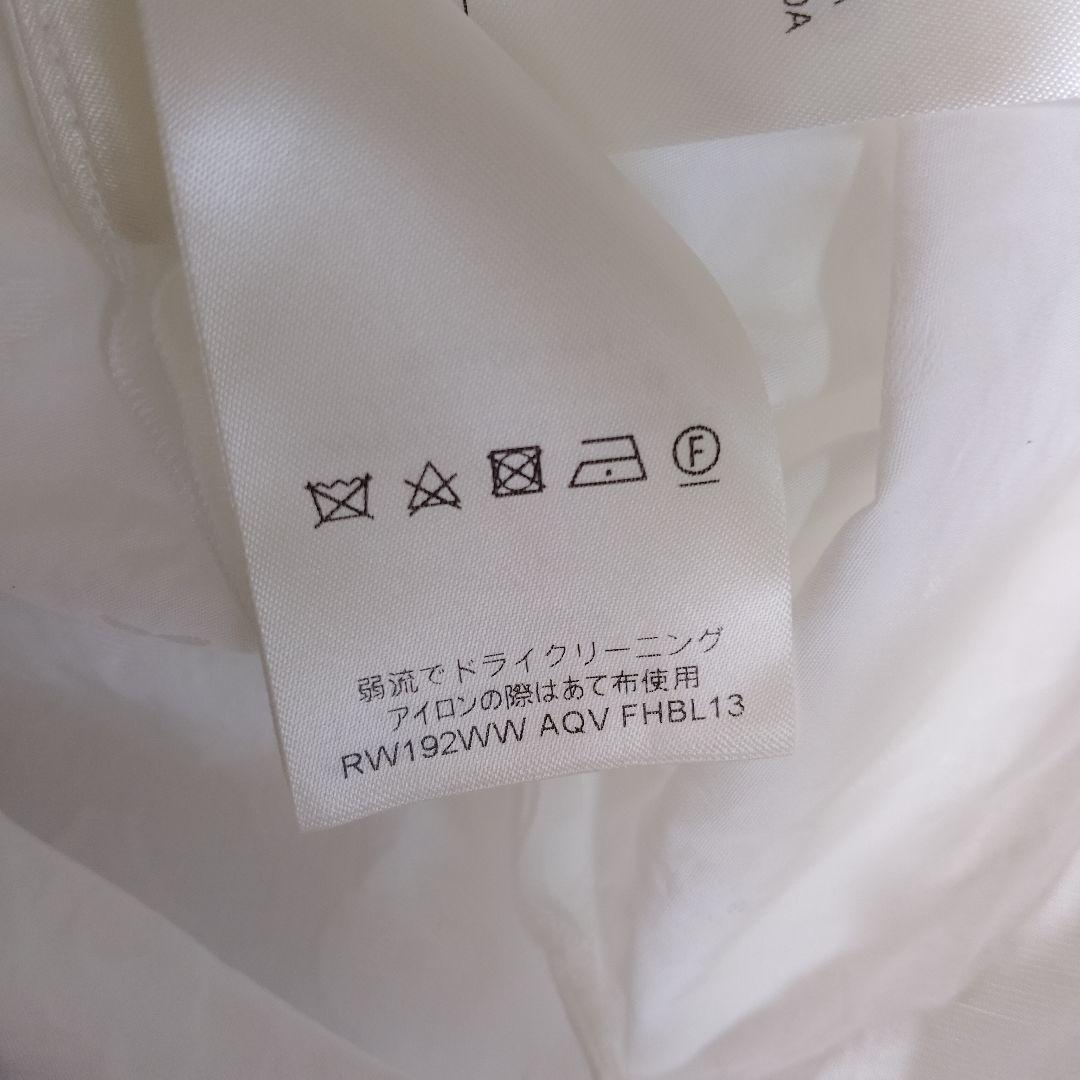 F
弱流でドライクリーニング
アイロンの際はあて布使用
RW192WW AQV FHBL13